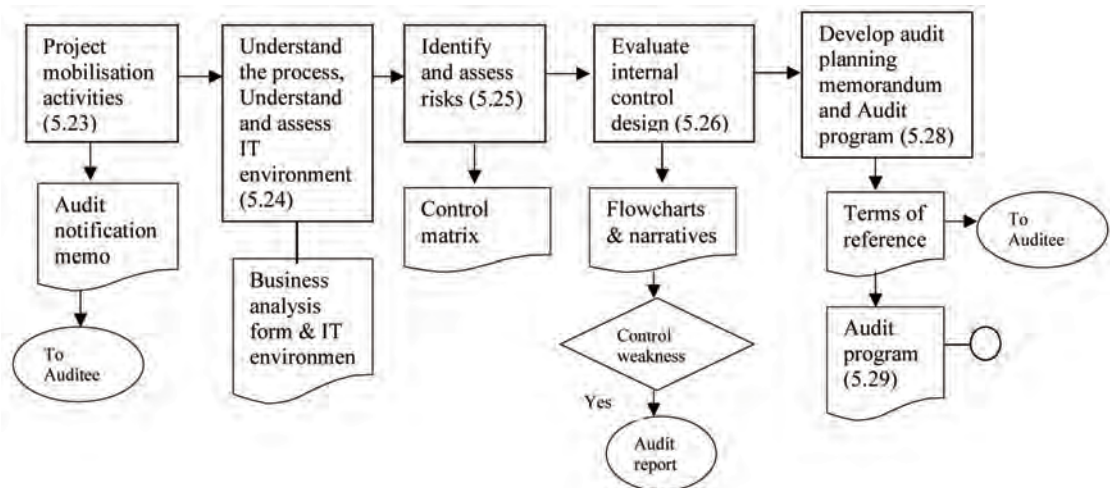 Project
mobilisation
activities
(5.23)
Understand
the process,
Understand
and assess
IT
environment
(5.24)
Identify
and assess
risks (5.25)
Evaluate
internal
control
design (5.26)
Develop audit
planning
memorandum
and Audit
program (5.28)
Audit
notification
memo
Business
analysis
form & IT
environmen
Control
matrix
Flowcharts
& narratives
Terms of
reference
To
Auditee
To
Auditee
Control
weakness
Yes
Audit
report
Audit
program
(5.29)